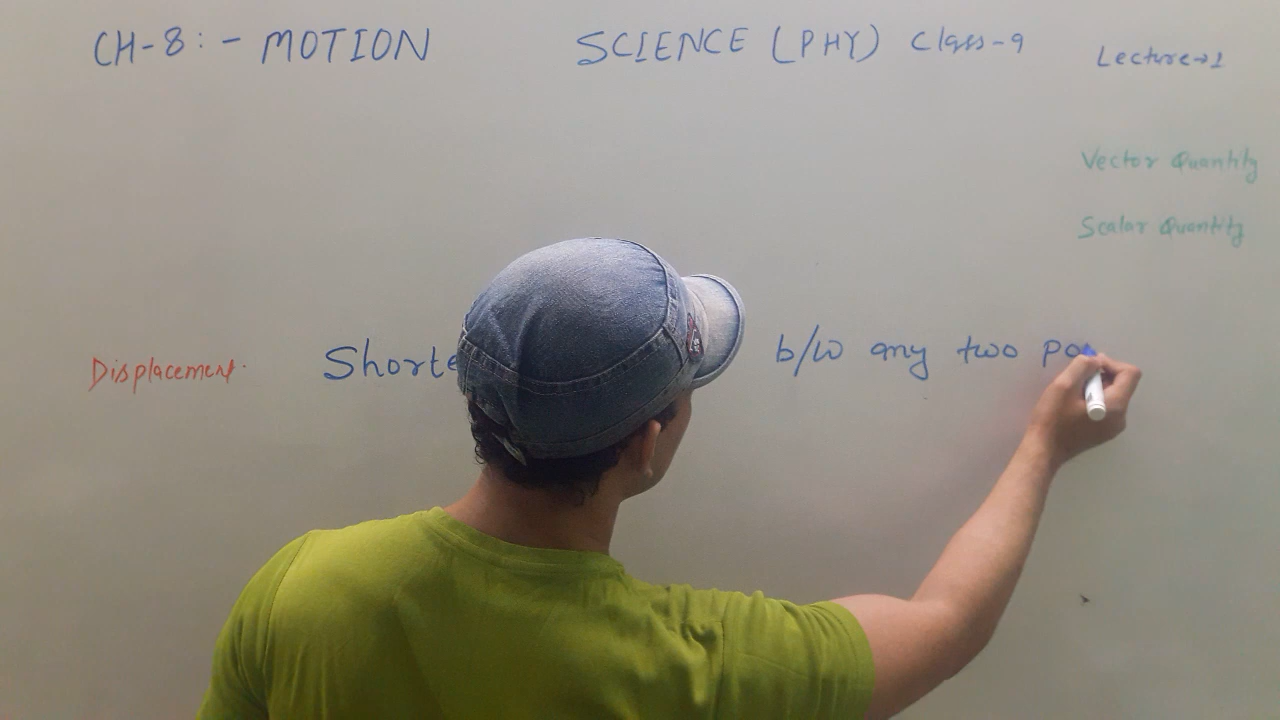 CH-8:- MOTION SCIENCE (PHY) Class-9 Lecture→1
Vector Quantity
Scalar Quantity
Displacement. Shorte b/w any two po